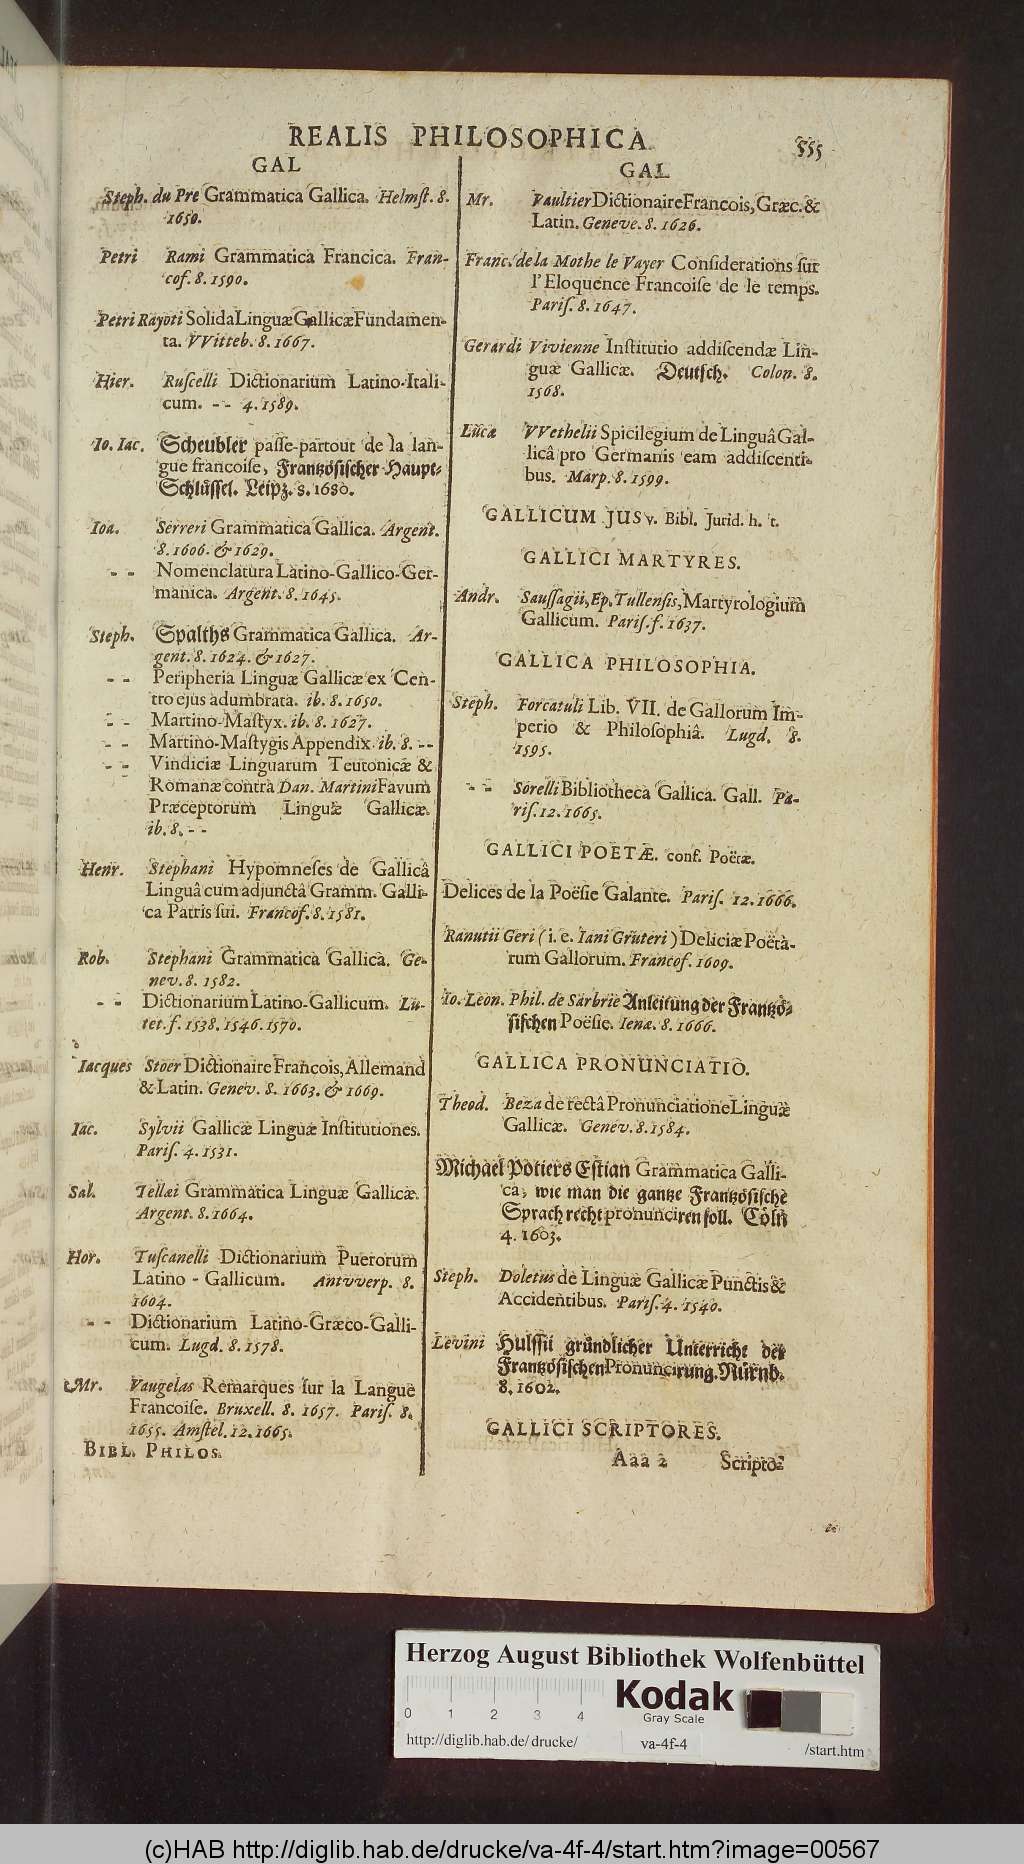 REALIS PHILOSOPHICA
555
GAL
Steph. du Pre Grammatica Gallica. Helmſt. 8.
1650.
Petri Rami Grammatica Francica. Fran-
cof. 8. 1590.
Petri Rayoti Solida Linguæ Gallicæ Fundamen-
ta. VVitteb. 8. 1667.
Hier. Ruſcelli Dictionarium Latino-Itali-
cum. -- 4. 1589.
Io. Iac. Scheubler paſſe-partout de la lan-
gue francoiſe, Frantzöſiſcher Haupt-
Schlüſſel. Leipz. 8. 1680.
Ioa. Serreri Grammatica Gallica. Argent.
8. 1606. & 1629.
-- Nomenclatura Latino-Gallico-Ger-
manica. Argent. 8. 1645.
Steph. Spalths Grammatica Gallica. Ar-
gent. 8. 1624. & 1627.
-- Peripheria Linguæ Gallicæ ex Cen-
tro ejus adumbrata. ib. 8. 1650.
-- Martino-Maſtyx. ib. 8. 1627.
-- Martino-Maſtygis Appendix. ib. 8. --
-- Vindiciæ Linguarum Teutonicæ &
Romanæ contra Dan. Martini Favum
Præceptorum Linguæ Gallicæ.
ib. 8. --
Henr. Stephani Hypomneſes de Gallicâ
Linguâ cum adjunctâ Gramm. Galli-
ca Patris ſui. Francof. 8. 1581.
Rob. Stephani Grammatica Gallica. Ge-
nev. 8. 1582.
-- Dictionarium Latino-Gallicum. Lu-
tet. f. 1538. 1546. 1570.
Iacques Stoer Dictionaire Francois, Allemand
& Latin. Genev. 8. 1663. & 1669.
Iac. Sylvii Gallicæ Linguæ Inſtitutiones.
Pariſ. 4. 1531.
Sal. Tellæi Grammatica Linguæ Gallicæ.
Argent. 8. 1664.
Hor. Tuſcanelli Dictionarium Puerorum
Latino-Gallicum. Antvverp. 8.
1604.
-- Dictionarium Latino-Græco-Galli-
cum. Lugd. 8. 1578.
Mr. Vaugelas Remarques ſur la Langue
Francoiſe. Bruxell. 8. 1657. Pariſ. 8.
1655. Amſtel. 12. 1665.
BIBL. PHILOS.
GAL
Mr. Vaultier Dictionaire Francois, Græc. &
Latin. Geneve. 8. 1626.
Franc. de la Mothe le Vayer Conſiderations ſur
l'Eloquence Francoiſe de le temps.
Pariſ. 8. 1647.
Gerardi Vivienne Inſtitutio addiſcendæ Lin-
guæ Gallicæ. Deutſch. Colon. 8.
1568.
Lucæ VVethelii Spicilegium de Linguâ Gal-
licâ pro Germanis eam addiſcenti-
bus. Marp. 8. 1599.
GALLICUM JUS v. Bibl. Jurid. h. t.
GALLICI MARTYRES.
Andr. Sauſſagii, Ep. Tullenſis, Martyrologium
Gallicum. Pariſ. f. 1637.
GALLICA PHILOSOPHIA.
Steph. Forcatuli Lib. VII. de Gallorum Im-
perio & Philoſophiâ. Lugd. 8.
1595.
-- Sorelli Bibliotheca Gallica. Gall. Pa-
riſ. 12. 1665.
GALLICI POETÆ. conf. Poëtæ.
Delices de la Poëſie Galante. Pariſ. 12. 1666.
Ranutii Geri (i. e. Iani Gruteri) Deliciæ Poëta-
rum Gallorum. Francof. 1609.
Io. Leon. Phil. de Sarbrie Anleitung der Frantzö-
ſiſchen Poëſie. Ienæ. 8. 1666.
GALLICA PRONUNCIATIO.
Theod. Beza de rectâ Pronunciatione Linguæ
Gallicæ. Genev. 8. 1584.
Michael Potiers Eſtian Grammatica Galli-
ca, wie man die gantze Frantzöſiſche
Sprach recht pronunciren ſoll. Cöln
4. 1603.
Steph. Doletus de Linguæ Gallicæ Punctis &
Accidentibus. Pariſ. 4. 1540.
Levini Hulſii gründlicher Unterricht der
Frantzöſiſchen Pronuncirung. Nürnb.
8. 1602.
GALLICI SCRIPTORES.
Aaa 2 Scripto-
Herzog August Bibliothek Wolfenbüttel
Kodak
Gray Scale
0 1 2 3 4
http://diglib.hab.de/drucke/
va-4f-4
/start.htm
(c)HAB http://diglib.hab.de/drucke/va-4f-4/start.htm?image=00567